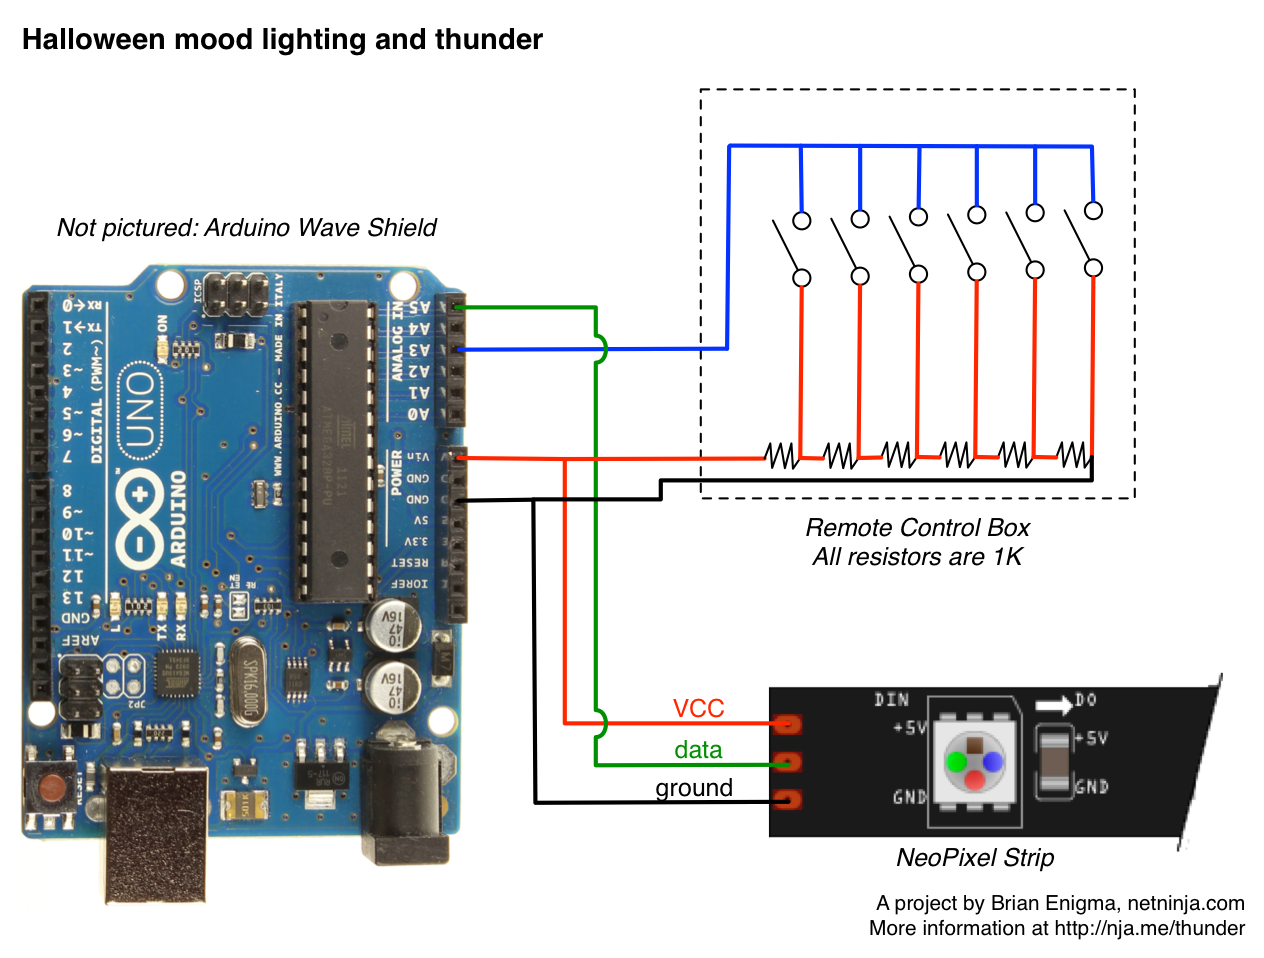 Halloween mood lighting and thunder
Not pictured: Arduino Wave Shield
ICSP
ON
RX←0
TX→1
2
~3
4
~5
~6
7
8
~9
~10
~11
12
13
GND
AREF
DIGITAL (PWM~)
UNO
ARDUINO
WWW.ARDUINO.CC – MADE IN ITALY
ATMEGA328P-PU
1121
ANALOG IN
A5
A4
A3
A2
A1
A0
POWER
Vin
GND
GND
5V
3.3V
RESET
IOREF
RESET EN
L
TX
RX
JP2
SPK16.000G
47
16V
47
16V
RESET
Remote Control Box
All resistors are 1K
VCC
data
ground
DIN
+5V
GND
DO
+5V
GND
NeoPixel Strip
A project by Brian Enigma, netninja.com
More information at http://nja.me/thunder